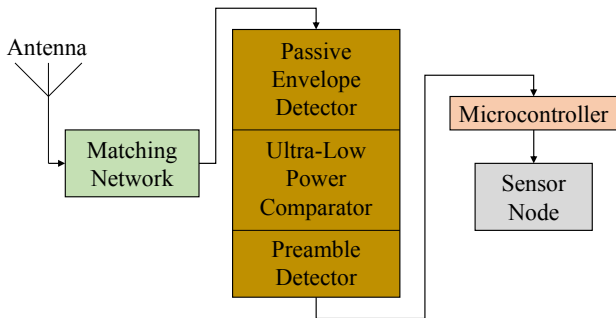 Antenna
Matching
Network
Passive
Envelope
Detector
Ultra-Low
Power
Comparator
Preamble
Detector
Microcontroller
Sensor
Node